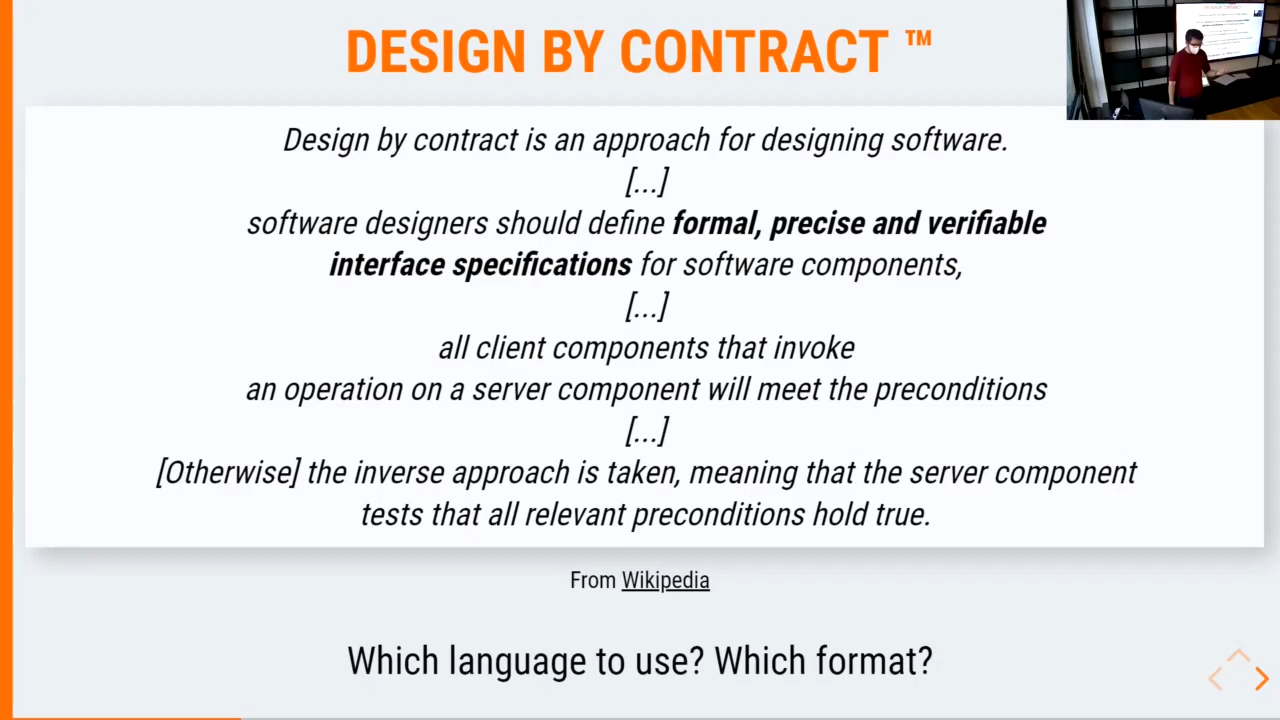 DESIGN BY CONTRACT ™
Design by contract is an approach for designing software.
[...]
software designers should define formal, precise and verifiable
interface specifications for software components,
[...]
all client components that invoke
an operation on a server component will meet the preconditions
[...]
[Otherwise] the inverse approach is taken, meaning that the server component
tests that all relevant preconditions hold true.
From Wikipedia
Which language to use? Which format?